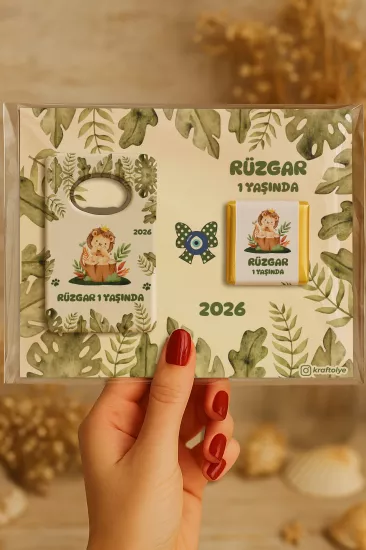 RÜZGAR
1 YAŞINDA
2026
RÜZGAR 1 YAŞINDA
RÜZGAR
1 YAŞINDA
2026
kraftolye